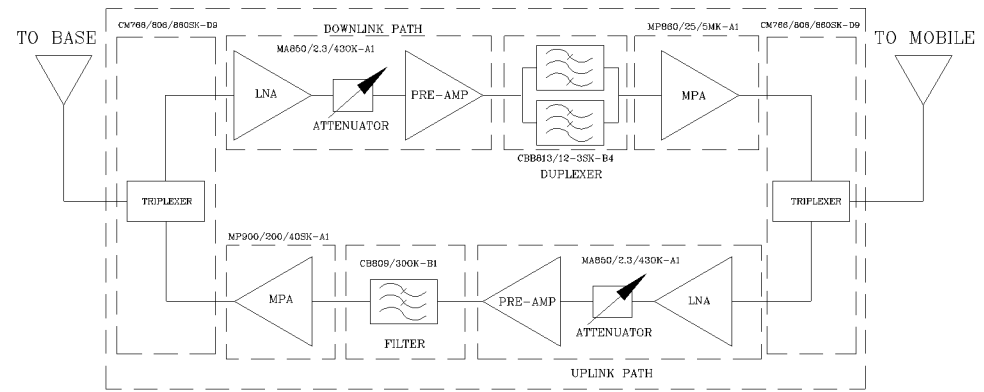 CM766/806/860SK-D9
DOWNLINK PATH
MP860/25/5MK-A1
CM766/806/860SK-D9
TO BASE
TO MOBILE
MA850/2.3/430K-A1
LNA
PRE-AMP
MPA
ATTENUATOR
CBB813/12-3SK-B4
DUPLEXER
TRIPLEXER
TRIPLEXER
MP900/200/40SK-A1
CB809/300K-B1
MA850/2.3/430K-A1
MPA
PRE-AMP
LNA
FILTER
ATTENUATOR
UPLINK PATH